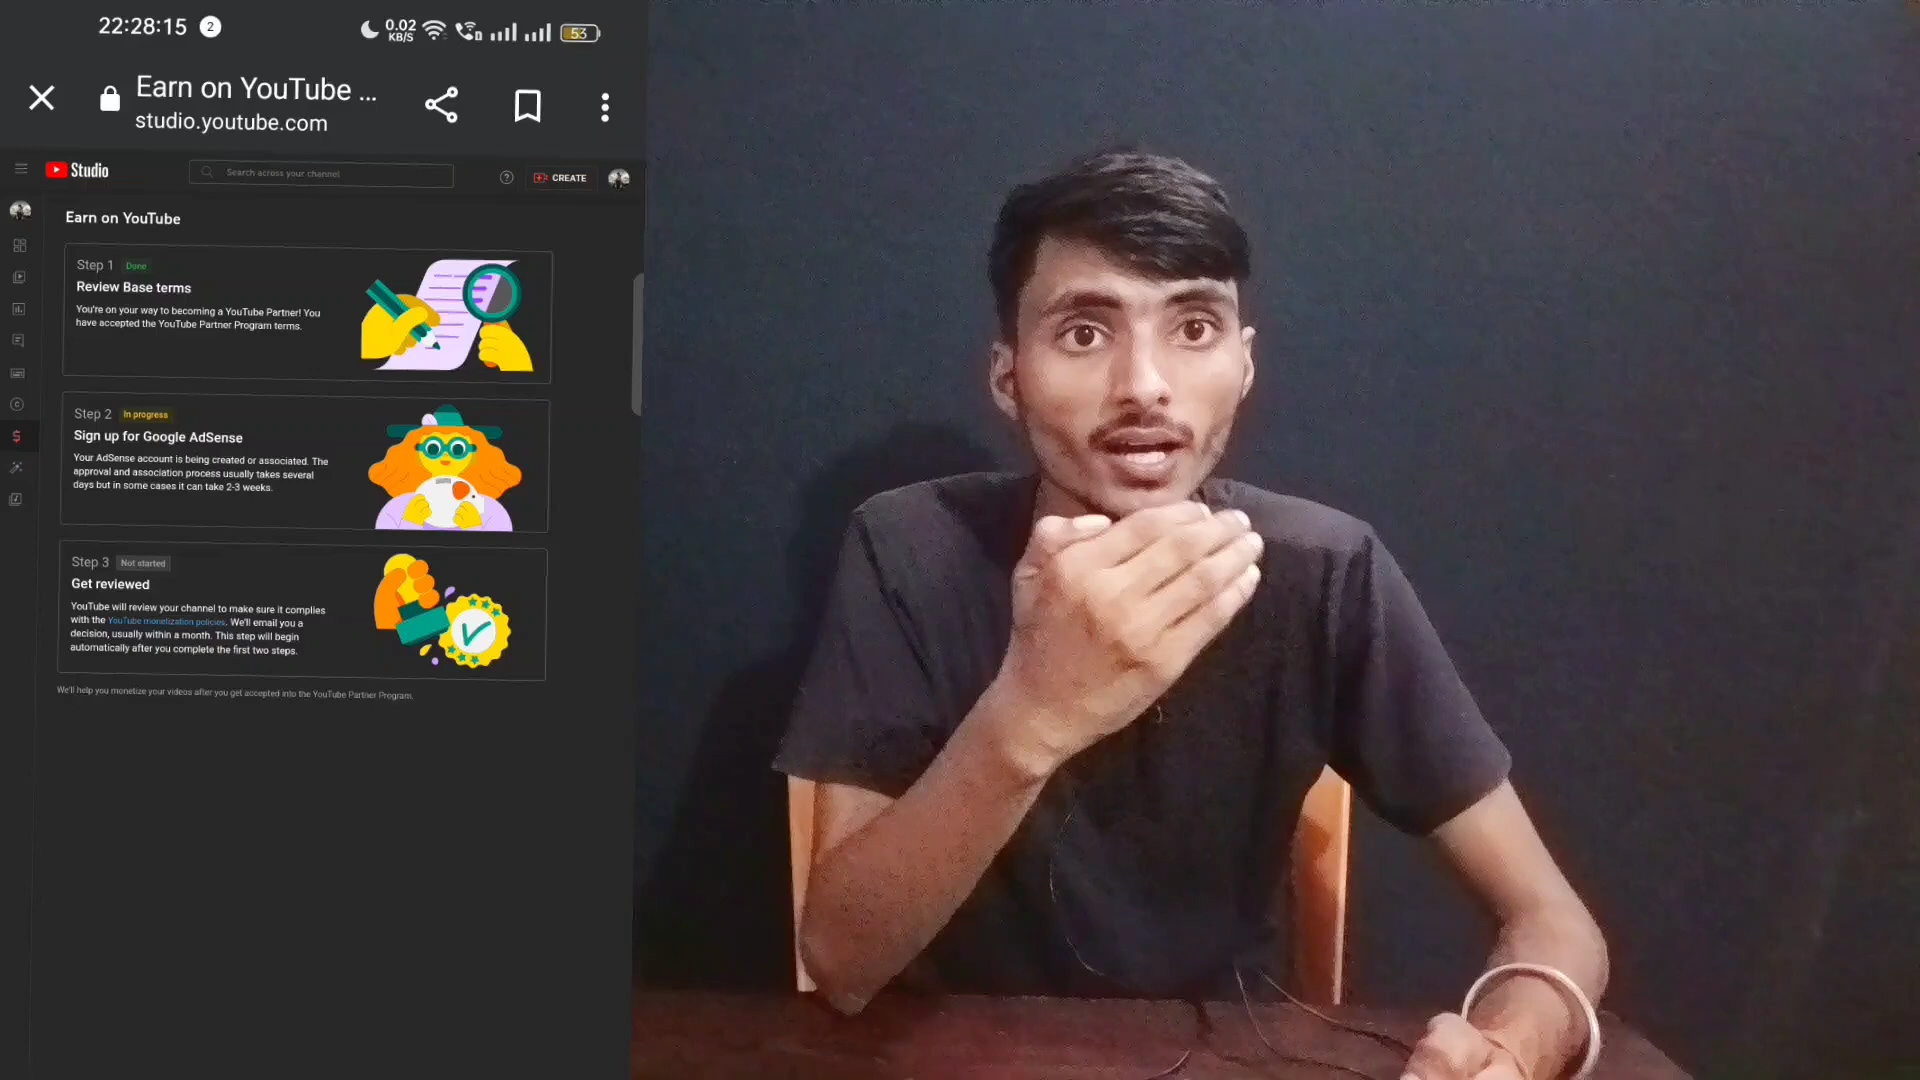 22:28:15 2 0.02 KB/S 53
Earn on YouTube ...
studio.youtube.com
Studio Search across your channel CREATE
Earn on YouTube
Step 1 Done
Review Base terms
You're on your way to becoming a YouTube Partner! You
have accepted the YouTube Partner Program terms.
Step 2 In progress
Sign up for Google AdSense
Your AdSense account is being created or associated. The
approval and association process usually takes several
days but in some cases it can take 2-3 weeks.
Step 3 Not started
Get reviewed
YouTube will review your channel to make sure it complies
with the YouTube monetization policies. We'll email you a
decision, usually within a month. This step will begin
automatically after you complete the first two steps.
We'll help you monetize your videos after you get accepted into the YouTube Partner Program.